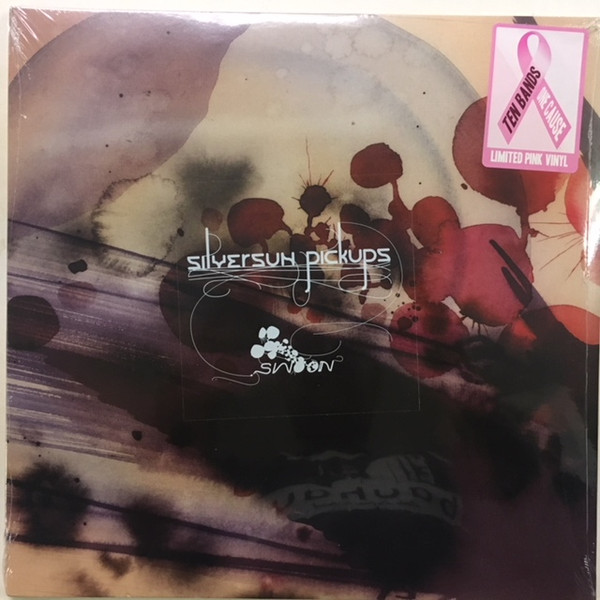 TEN BANDS
ONE CAUSE
LIMITED PINK VINYL
silversun pickups
SWOON